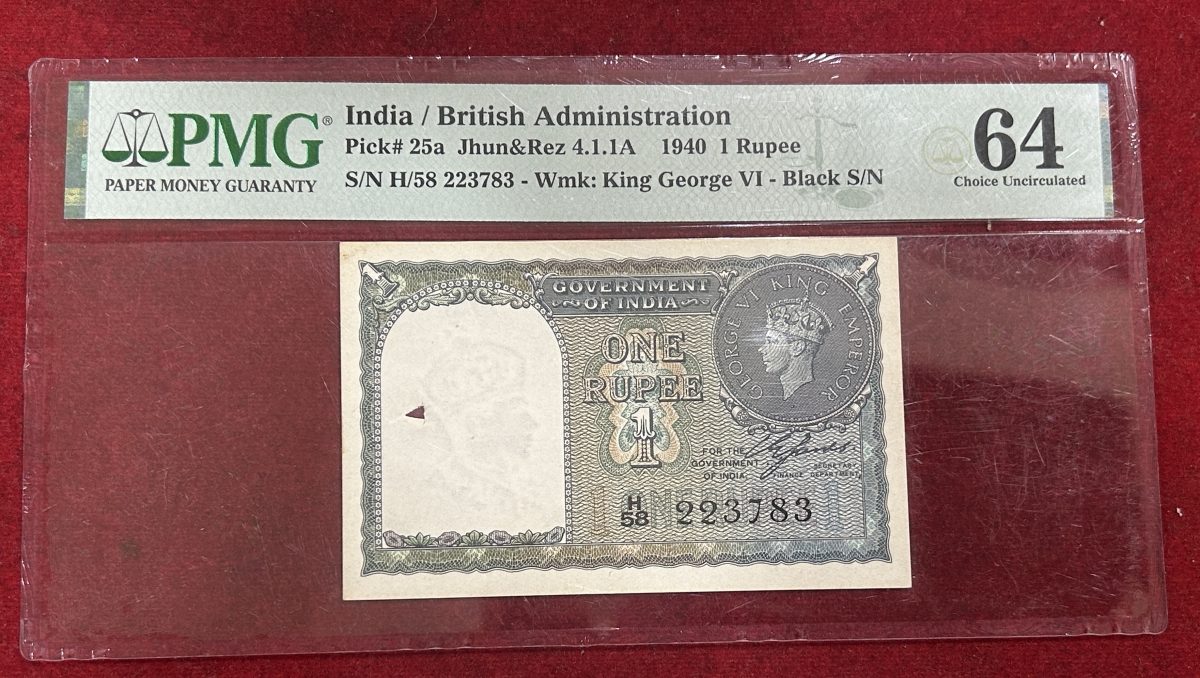 PMG®
PAPER MONEY GUARANTY
India / British Administration
Pick# 25a Jhun&Rez 4.1.1A 1940 1 Rupee
S/N H/58 223783 - Wmk: King George VI - Black S/N
64
Choice Uncirculated
1
1
GOVERNMENT
OF INDIA
GEORGE VI KING EMPEROR
ONE
RUPEE
1
FOR THE
GOVERNMENT
OF INDIA
SECRETARY
FINANCE DEPARTMENT
H/58 223783